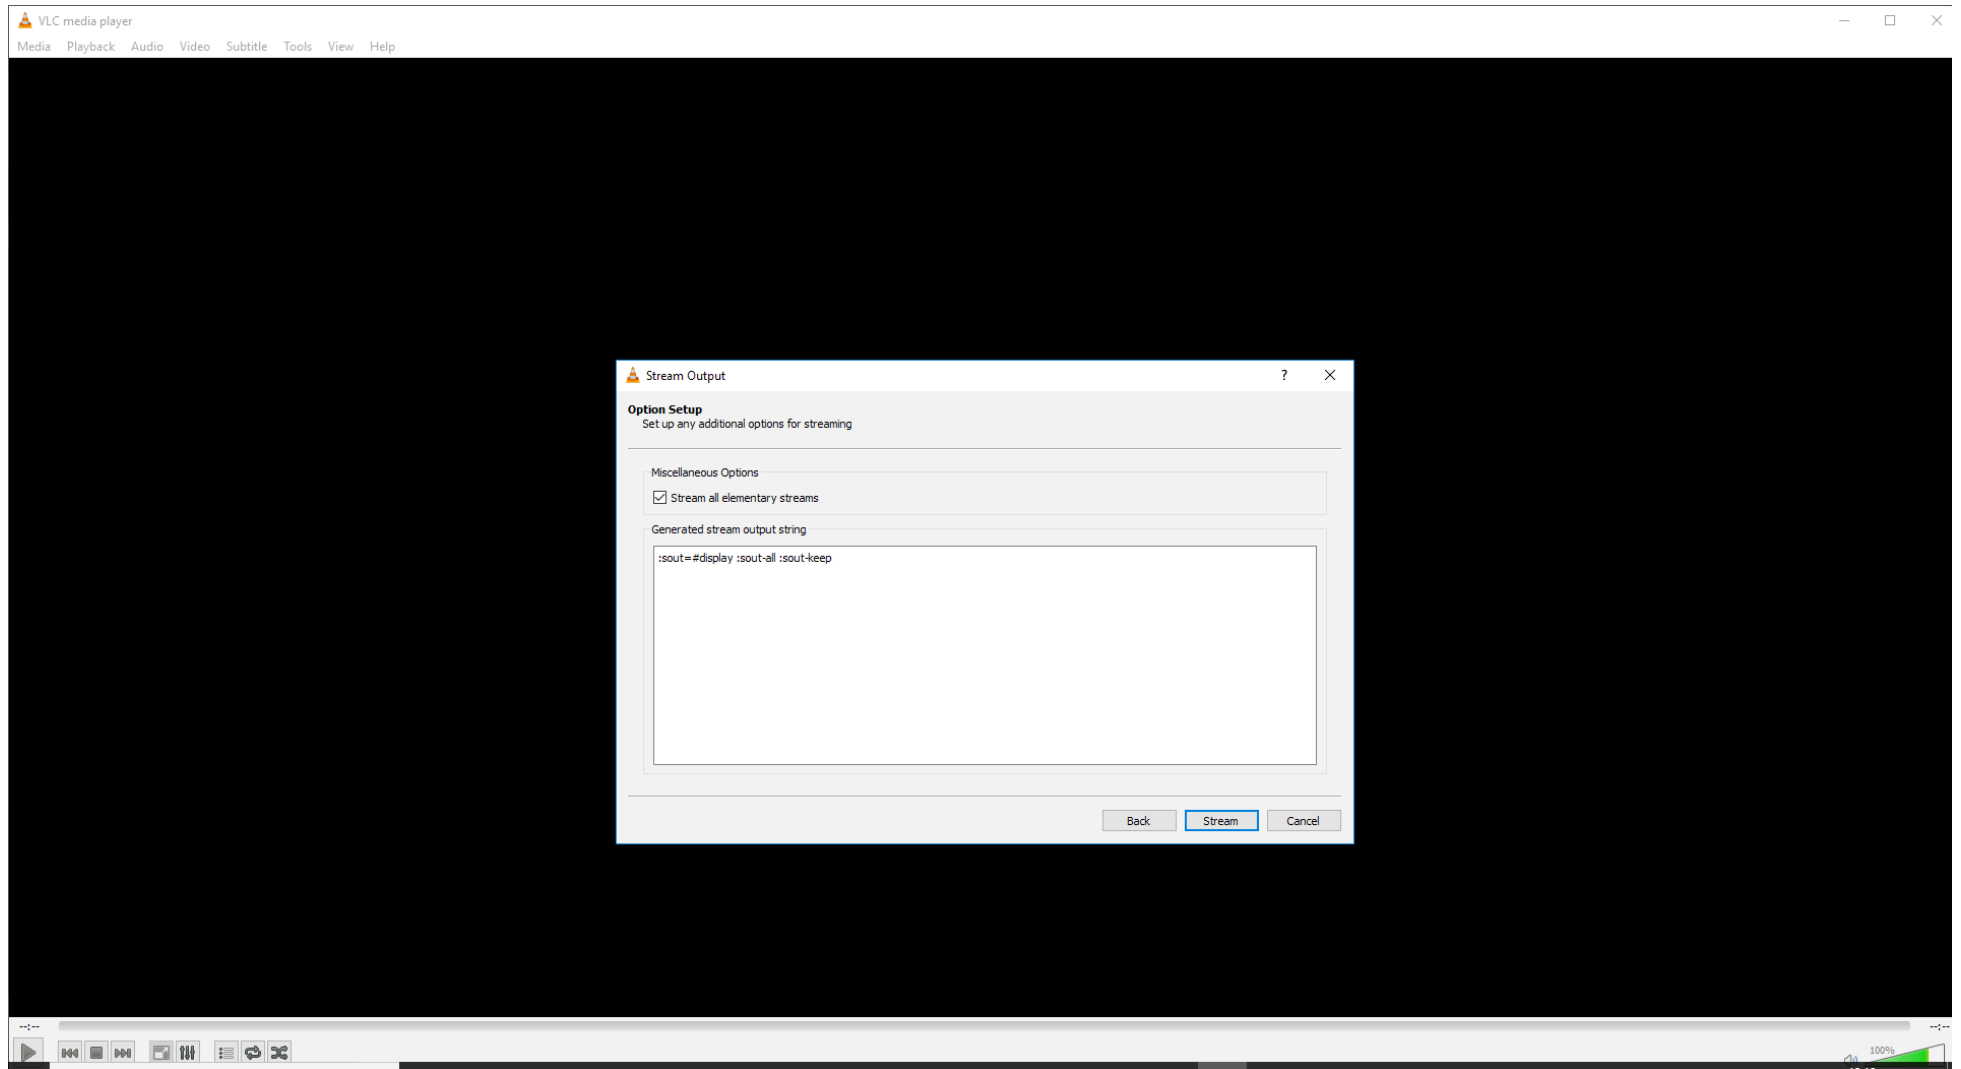 VLC media player
Media Playback Audio Video Subtitle Tools View Help
Stream Output
?
Option Setup
Set up any additional options for streaming
Miscellaneous Options
Stream all elementary streams
Generated stream output string
:sout=#display :sout-all :sout-keep
Back Stream Cancel
--:-- --:--
100%